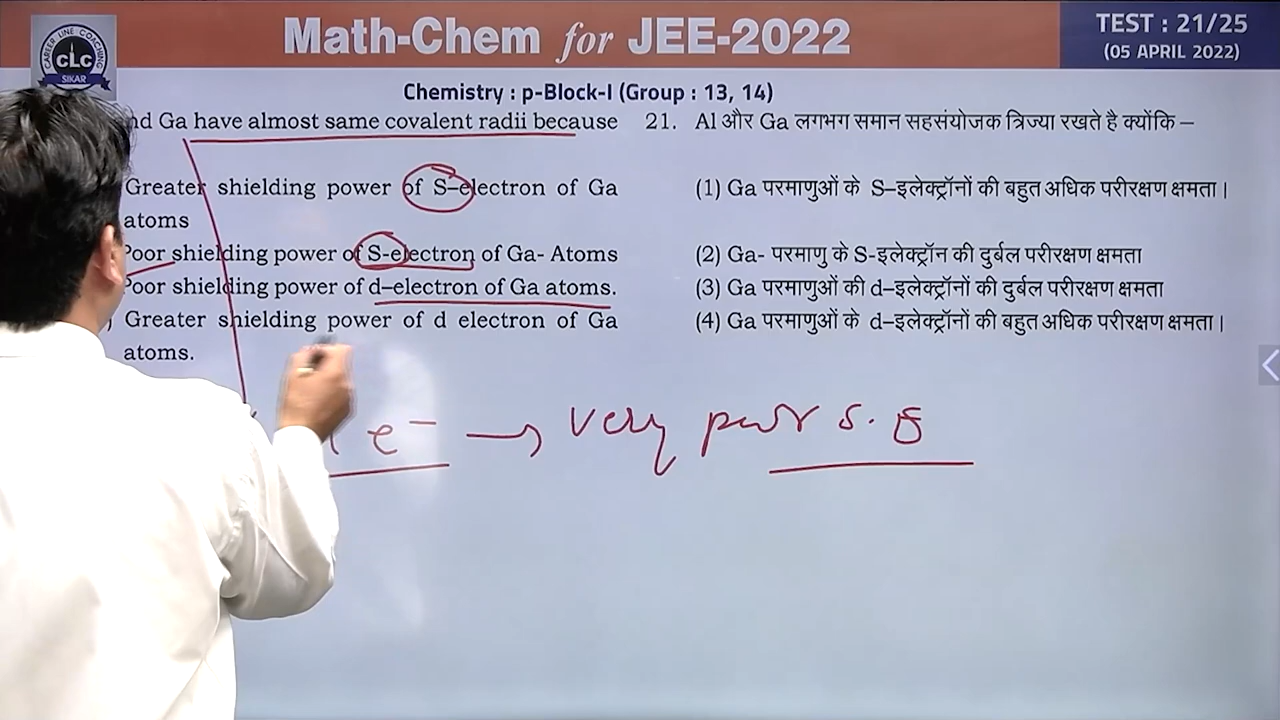 Math-Chem for JEE-2022
TEST : 21/25
(05 APRIL 2022)
CAREER LINE COACHING
CLC
SIKAR
Chemistry : p-Block-I (Group : 13, 14)
nd Ga have almost same covalent radii because
Greater shielding power of S–electron of Ga
atoms
Poor shielding power of S-electron of Ga- Atoms
Poor shielding power of d–electron of Ga atoms.
) Greater shielding power of d electron of Ga
atoms.
21. Al और Ga लगभग समान सहसंयोजक त्रिज्या रखते है क्योंकि –
(1) Ga परमाणुओं के S–इलेक्ट्रॉनों की बहुत अधिक परीरक्षण क्षमता।
(2) Ga- परमाणु के S-इलेक्ट्रॉन की दुर्बल परीरक्षण क्षमता
(3) Ga परमाणुओं की d–इलेक्ट्रॉनों की दुर्बल परीरक्षण क्षमता
(4) Ga परमाणुओं के d–इलेक्ट्रॉनों की बहुत अधिक परीरक्षण क्षमता।
e⁻ → very poor S.E